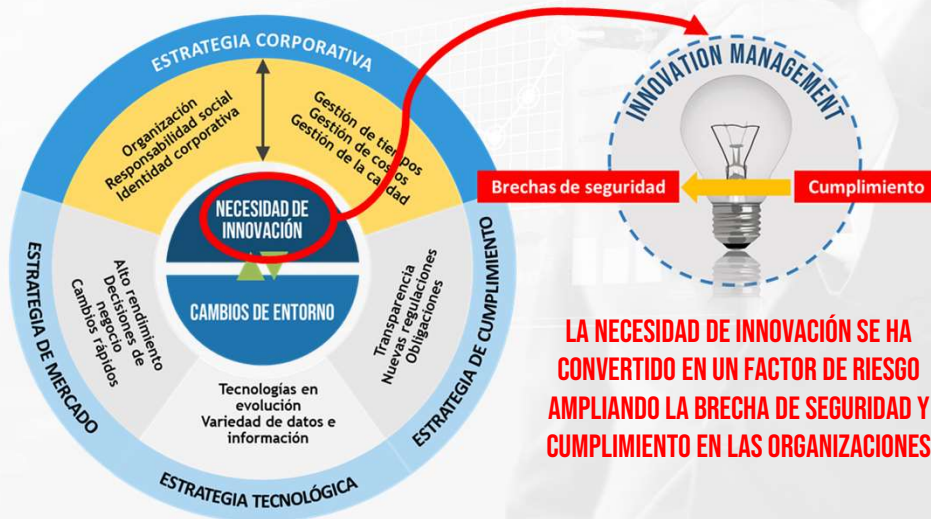 ESTRATEGIA CORPORATIVA
Organización
Responsabilidad social
Identidad corporativa
Gestión de tiempos
Gestión de costos
Gestión de la calidad
NECESIDAD DE
INNOVACIÓN
CAMBIOS DE ENTORNO
ESTRATEGIA DE MERCADO
Alto rendimiento
Decisiones de
negocio
Cambios rápidos
Tecnologías en
evolución
Variedad de datos e
información
ESTRATEGIA TECNOLÓGICA
Transparencia
Nuevas regulaciones
Obligaciones
ESTRATEGIA DE CUMPLIMIENTO
INNOVATION MANAGEMENT
Brechas de seguridad
Cumplimiento
LA NECESIDAD DE INNOVACIÓN SE HA
CONVERTIDO EN UN FACTOR DE RIESGO
AMPLIANDO LA BRECHA DE SEGURIDAD Y
CUMPLIMIENTO EN LAS ORGANIZACIONES